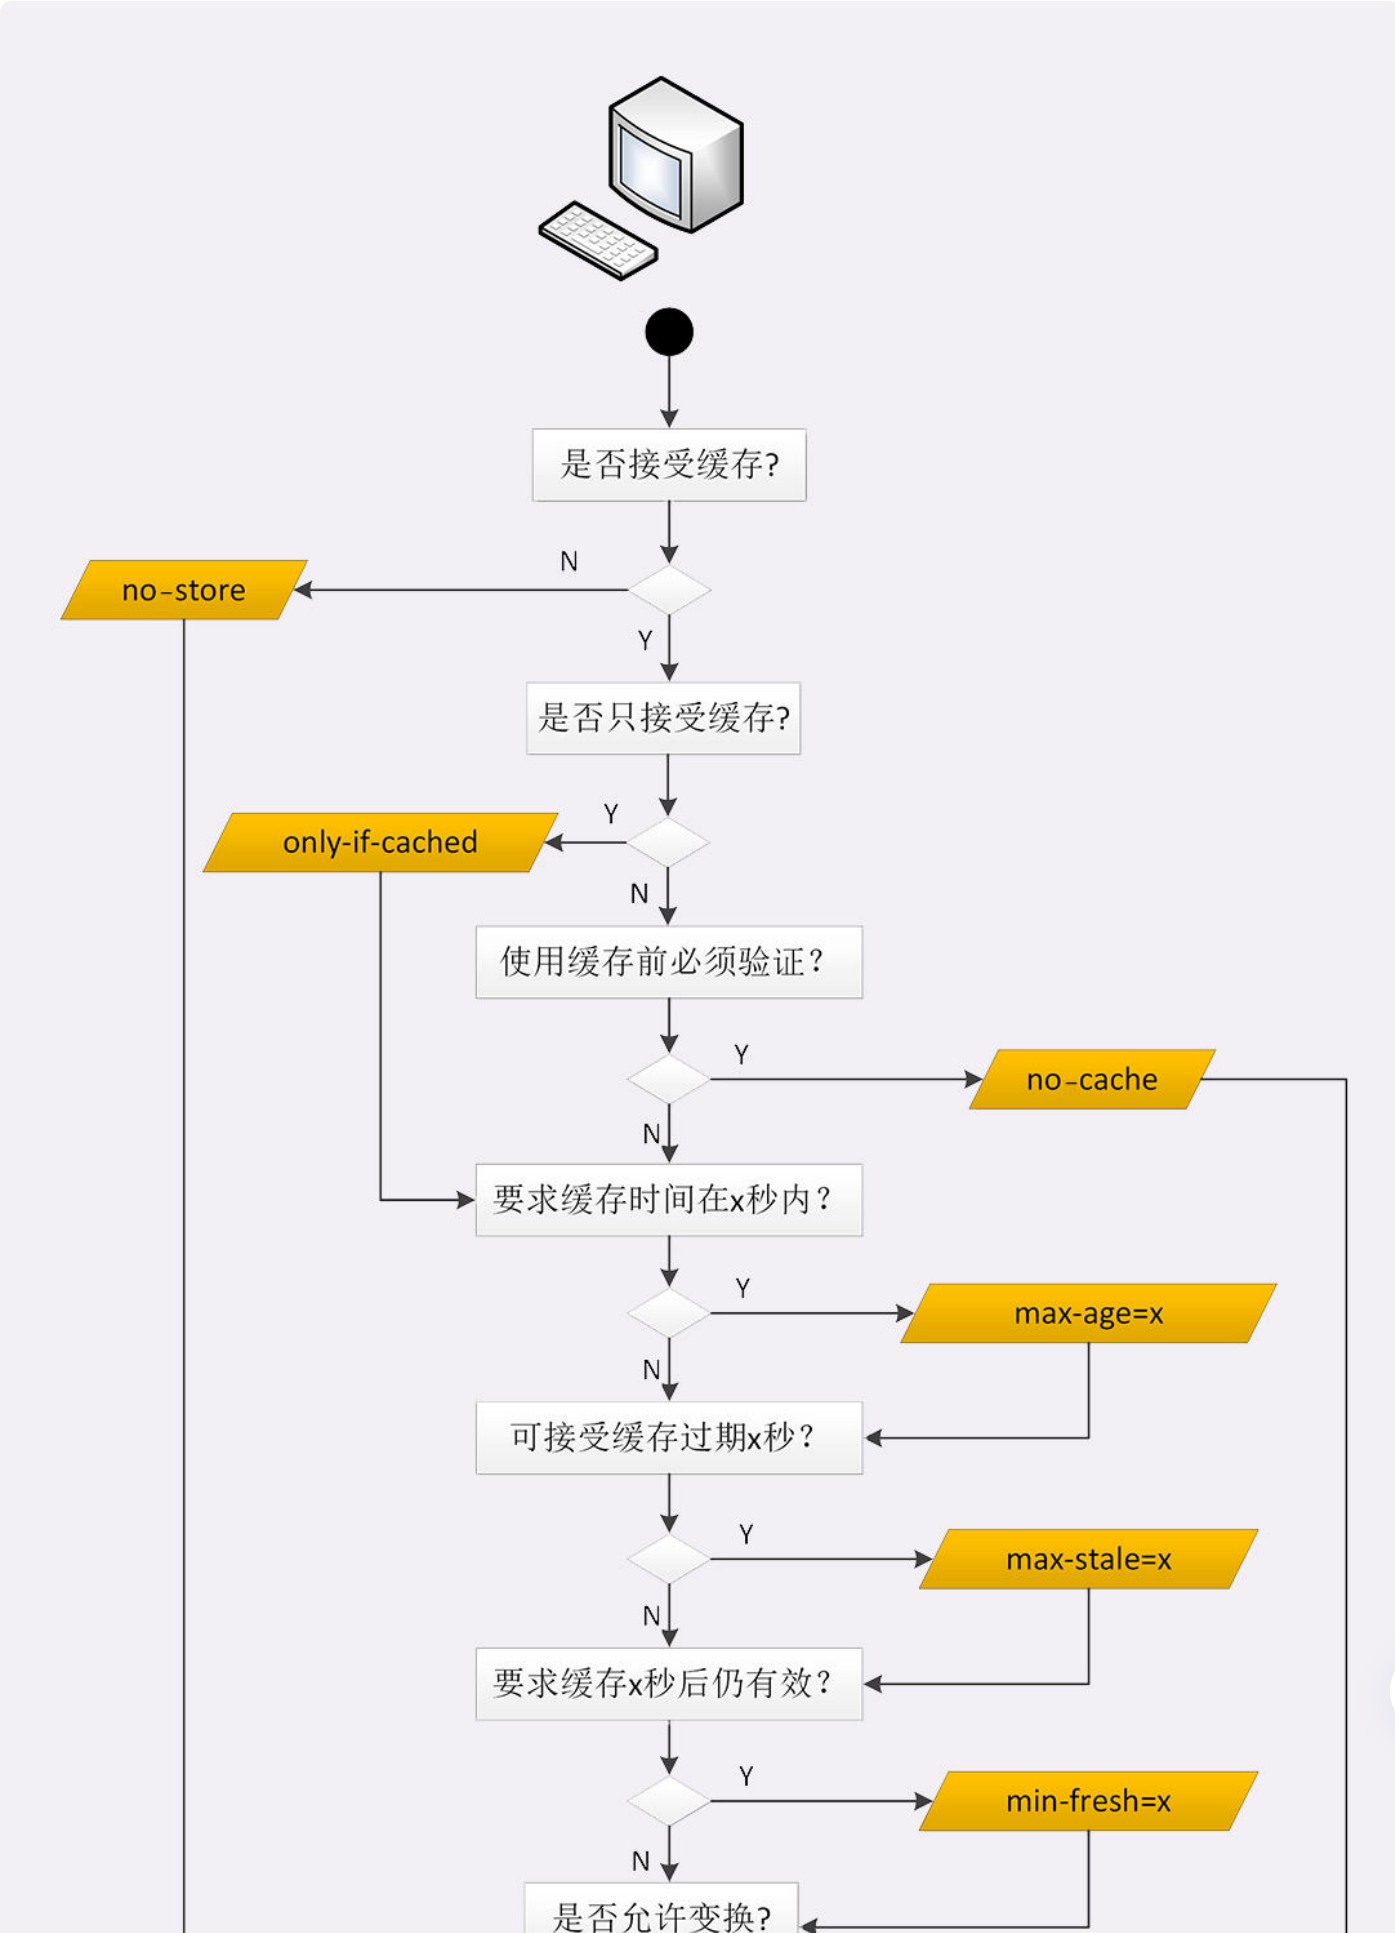 是否接受缓存?
N
no-store
Y
是否只接受缓存?
Y
only-if-cached
N
使用缓存前必须验证?
Y
no-cache
N
要求缓存时间在x秒内?
Y
max-age=x
N
可接受缓存过期x秒?
Y
max-stale=x
N
要求缓存x秒后仍有效?
Y
min-fresh=x
N
是否允许变换?